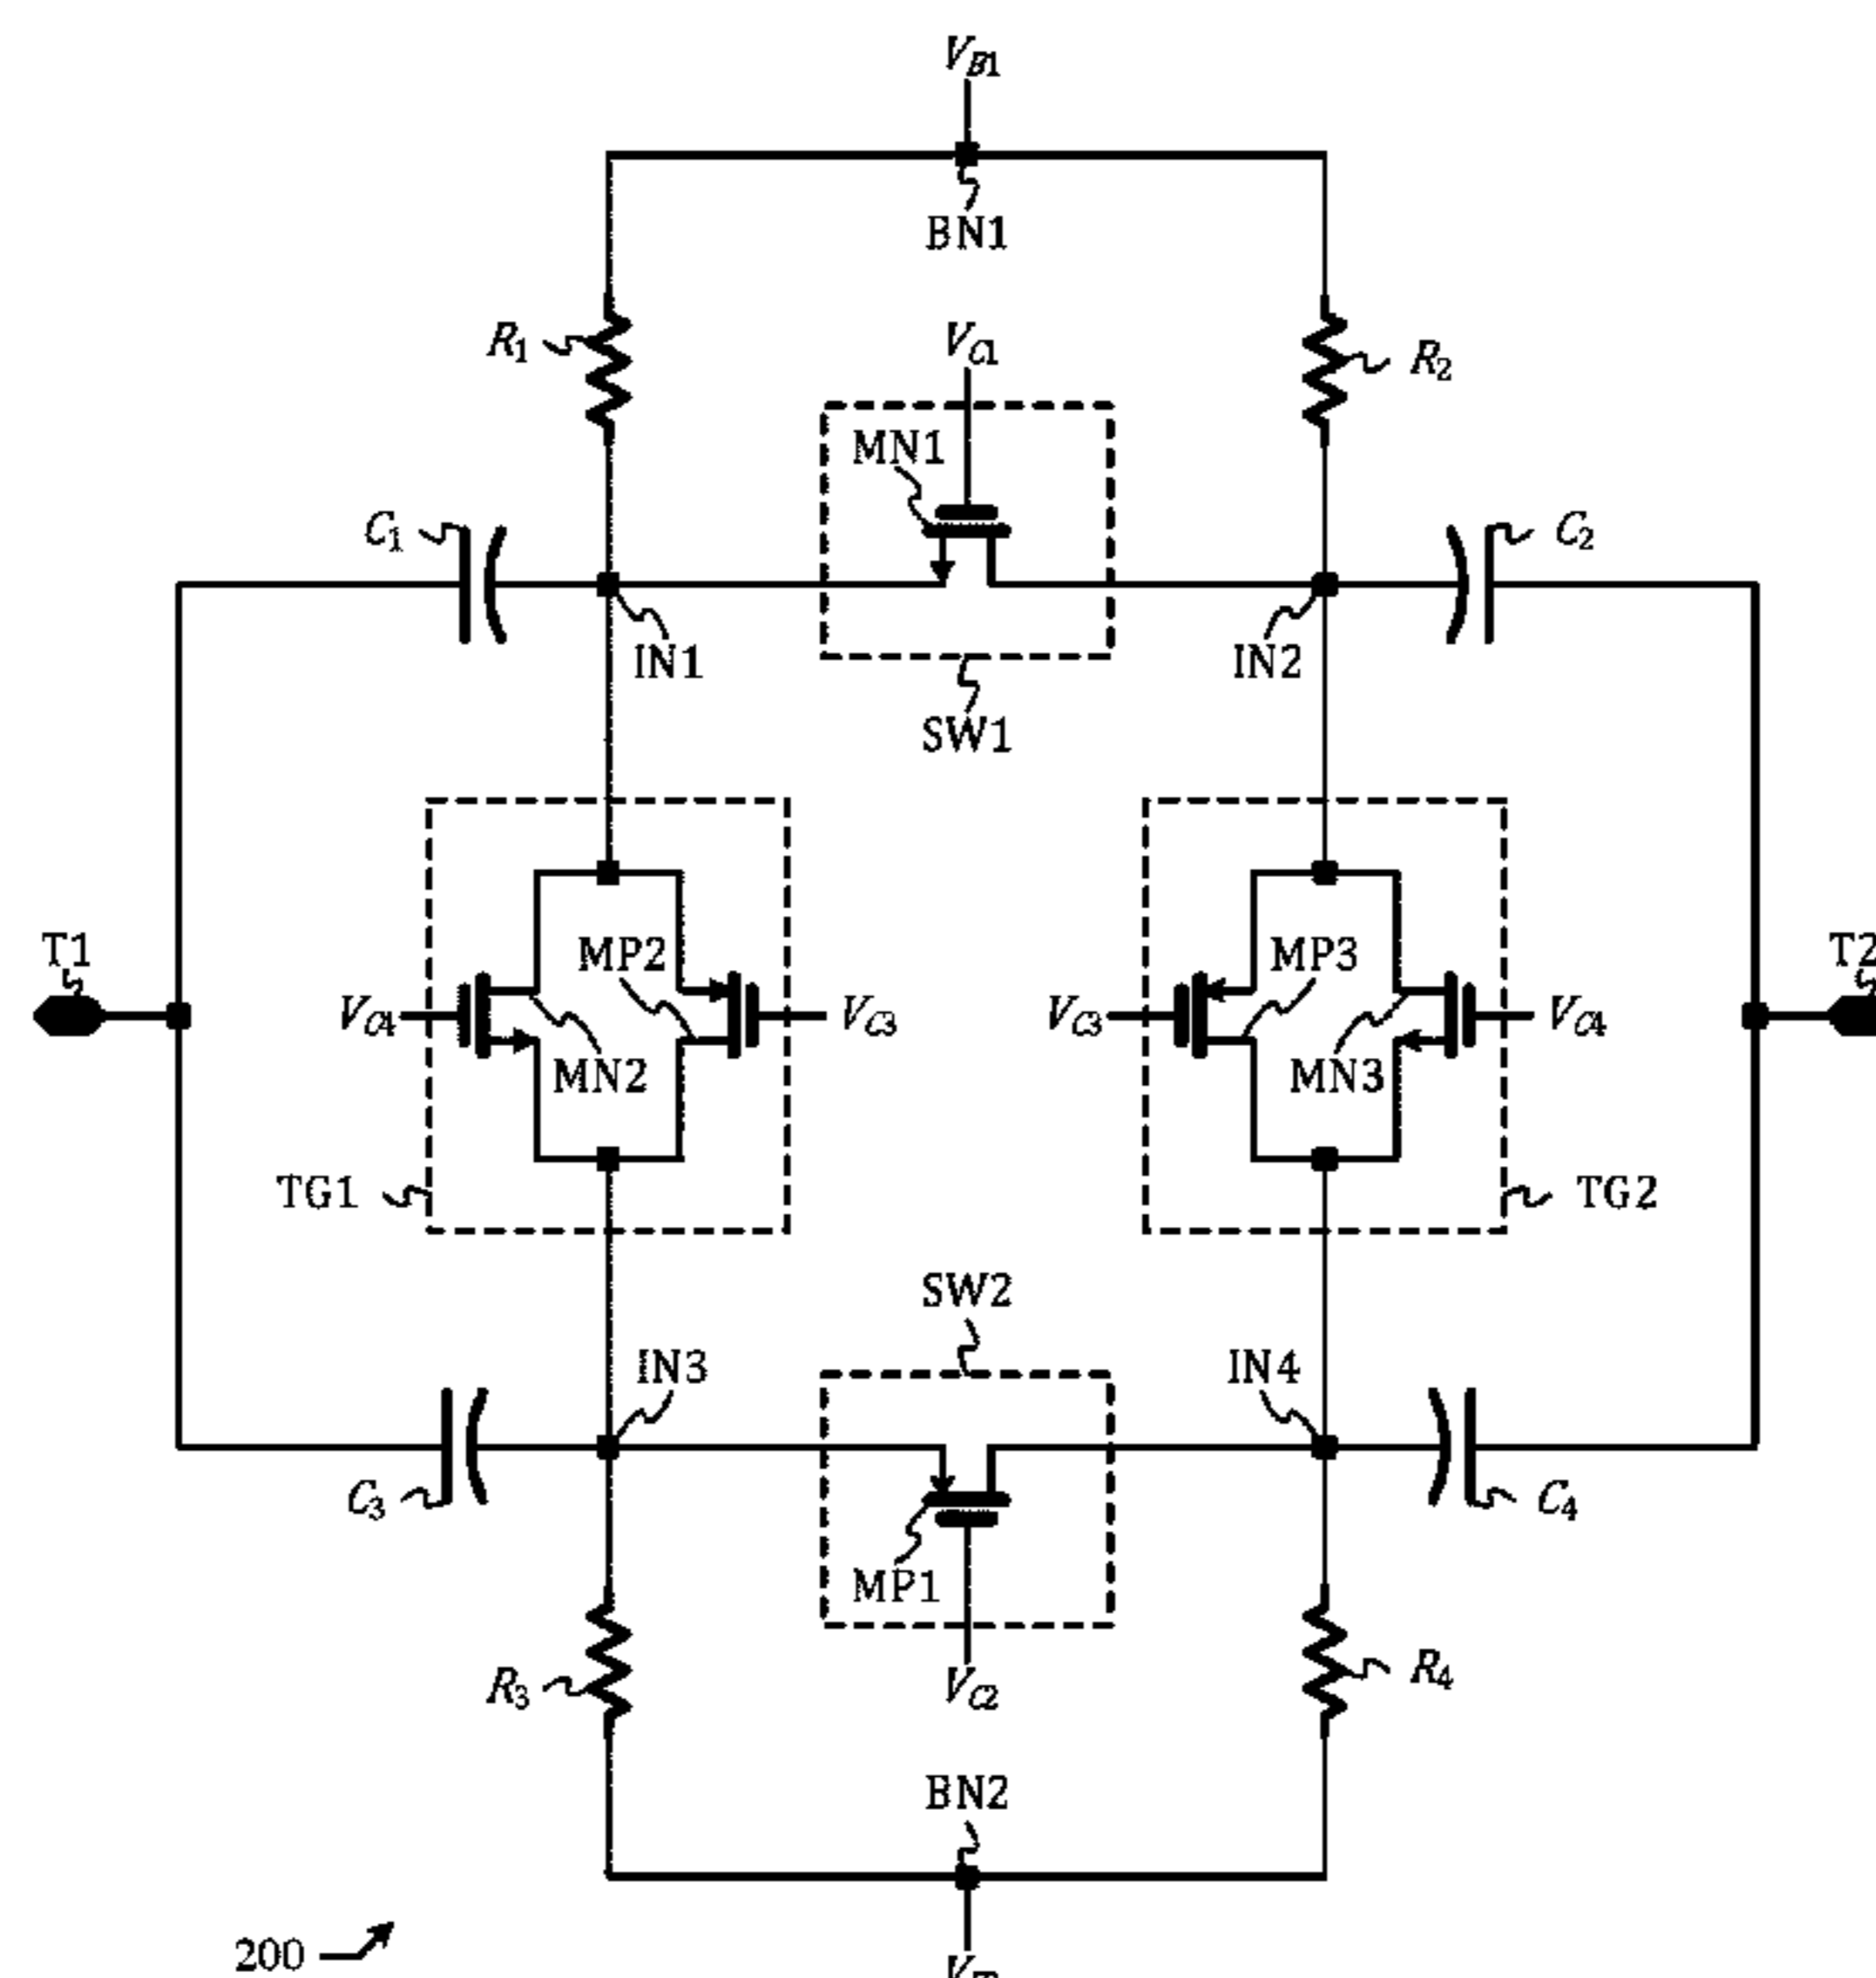 VB1
BN1
R1
VC1
R2
MN1
C1
C2
IN1
IN2
SW1
T1
MP2
MP3
T2
VC4
VC3
VC3
VC4
MN2
MN3
TG1
TG2
SW2
IN3
IN4
C3
C4
MP1
R3
VC2
R4
BN2
200